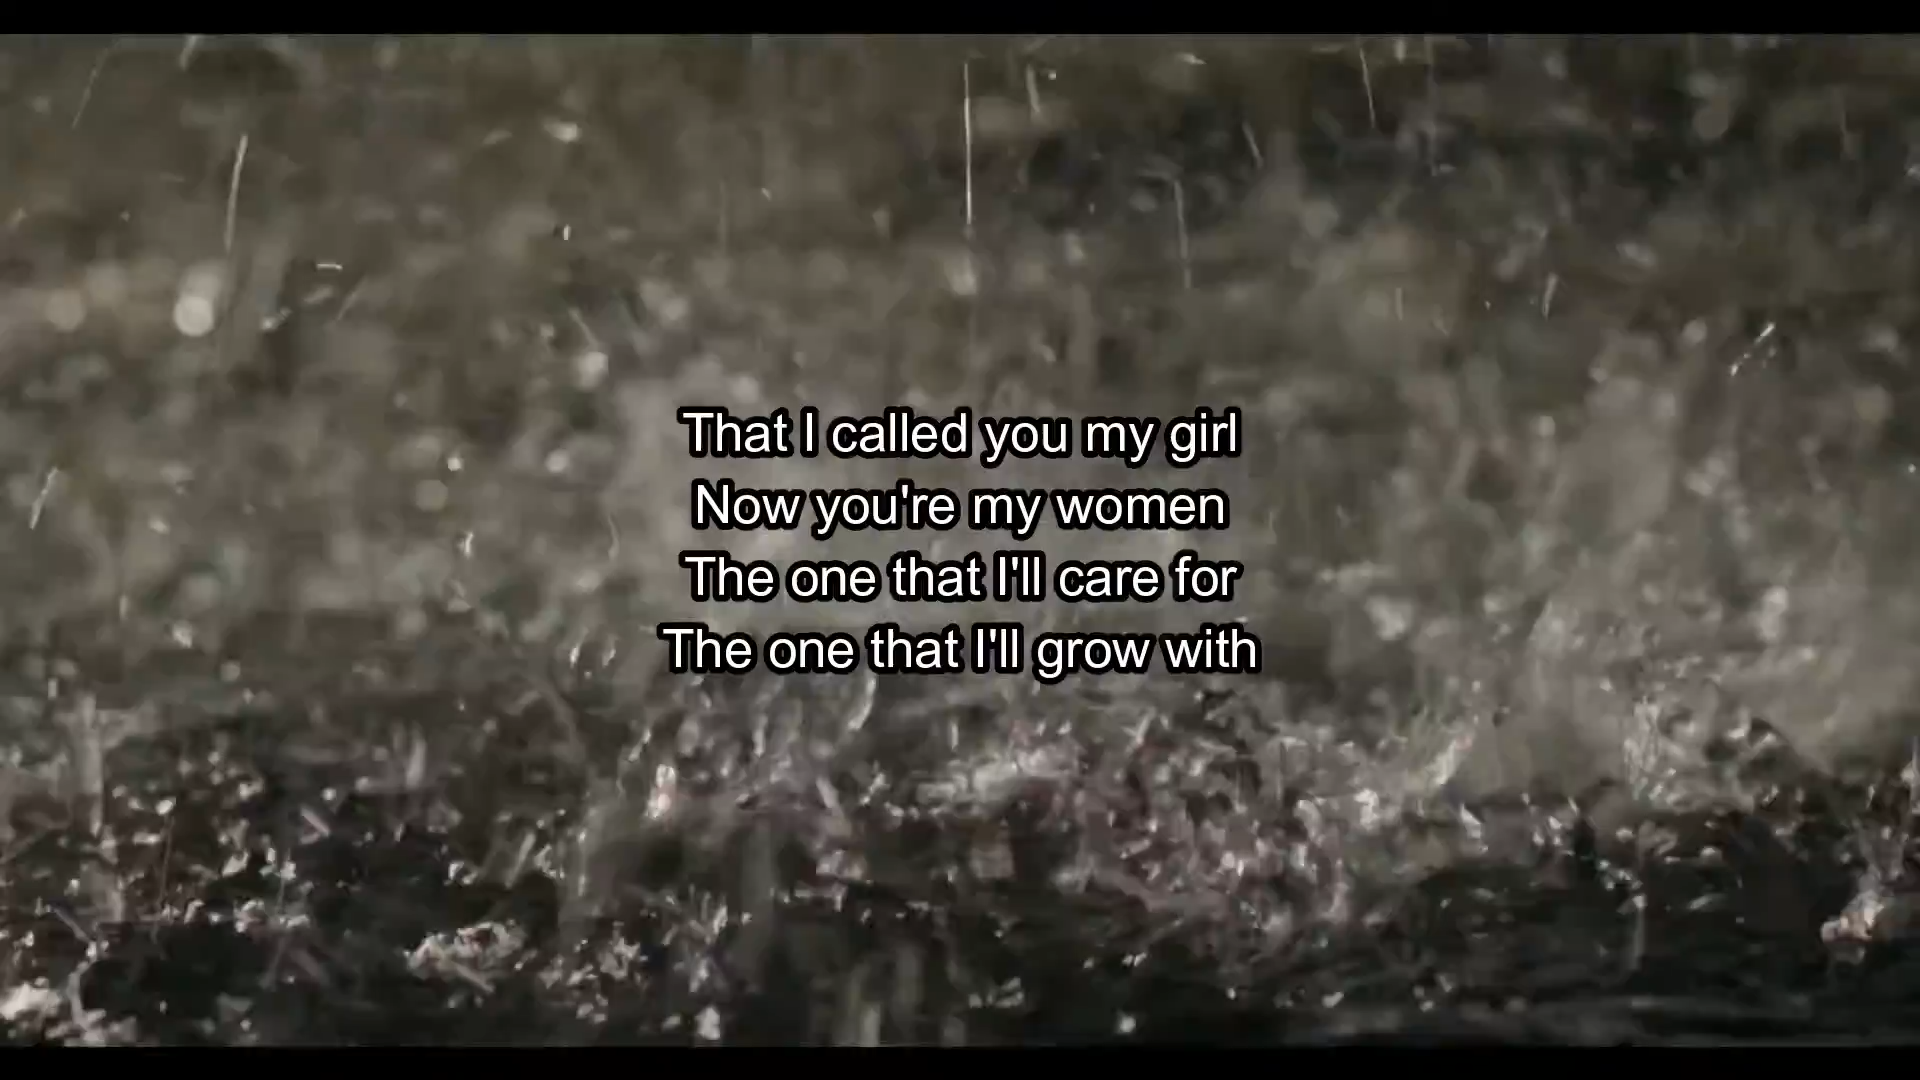 That I called you my girl
Now you're my women
The one that I'll care for
The one that I'll grow with